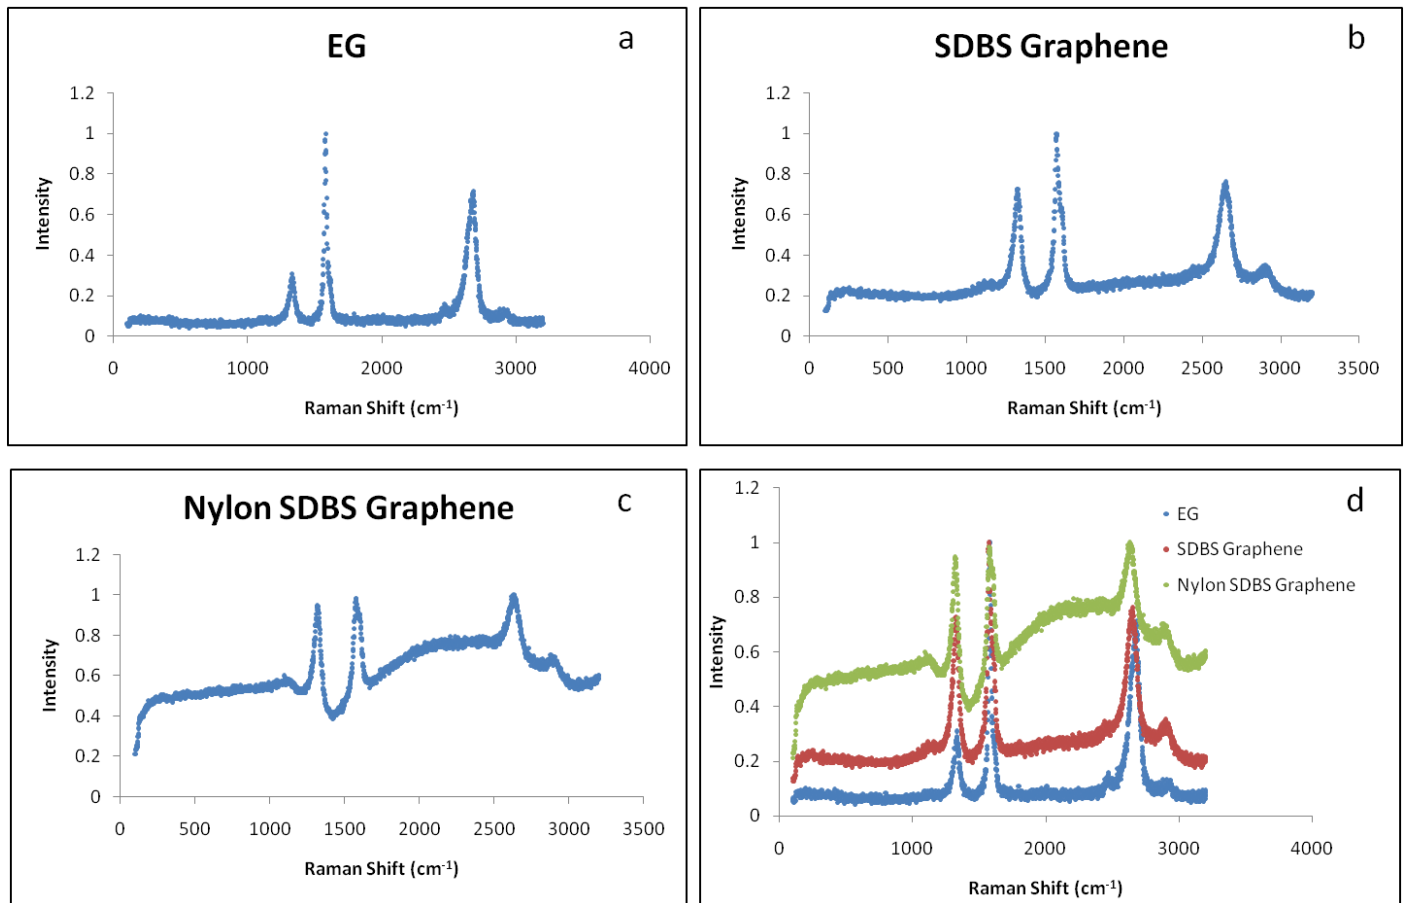 EG
a
1.2
1
0.8
0.6
0.4
0.2
0
Intensity
0 1000 2000 3000 4000
Raman Shift (cm-1)
SDBS Graphene
b
1.2
1
0.8
0.6
0.4
0.2
0
Intensity
0 500 1000 1500 2000 2500 3000 3500
Raman Shift (cm-1)
Nylon SDBS Graphene
c
1.2
1
0.8
0.6
0.4
0.2
0
Intensity
0 500 1000 1500 2000 2500 3000 3500
Raman Shift (cm-1)
d
1.2
1
0.8
0.6
0.4
0.2
0
Intensity
EG
SDBS Graphene
Nylon SDBS Graphene
0 1000 2000 3000 4000
Raman Shift (cm-1)